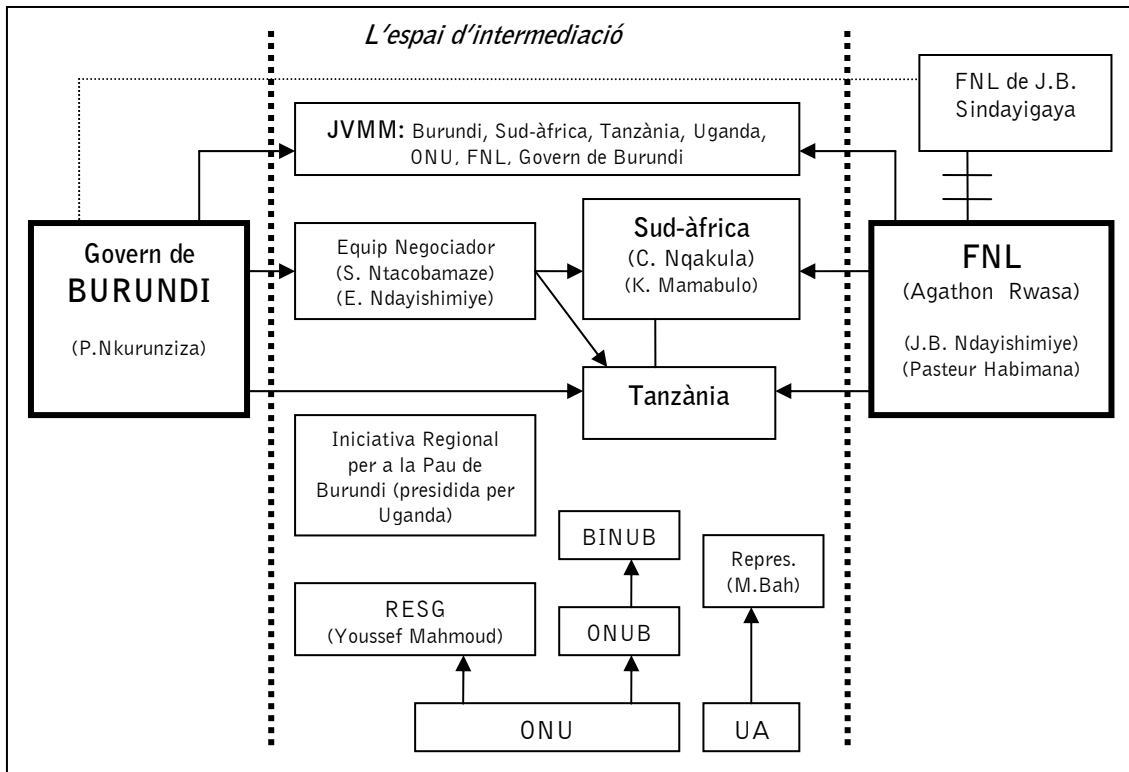 L'espai d'intermediació
FNL de J.B.
Sindayigaya
JVMM: Burundi, Sud-àfrica, Tanzània, Uganda,
ONU, FNL, Govern de Burundi
Govern de
BURUNDI
(P.Nkurunziza)
Equip Negociador
(S. Ntacobamaze)
(E. Ndayishimiye)
Sud-àfrica
(C. Nqakula)
(K. Mamabulo)
FNL
(Agathon Rwasa)
(J.B. Ndayishimiye)
(Pasteur Habimana)
Tanzània
Iniciativa Regional
per a la Pau de
Burundi (presidida per
Uganda)
BINUB
Repres.
(M.Bah)
RESG
(Youssef Mahmoud)
ONUB
ONU
UA